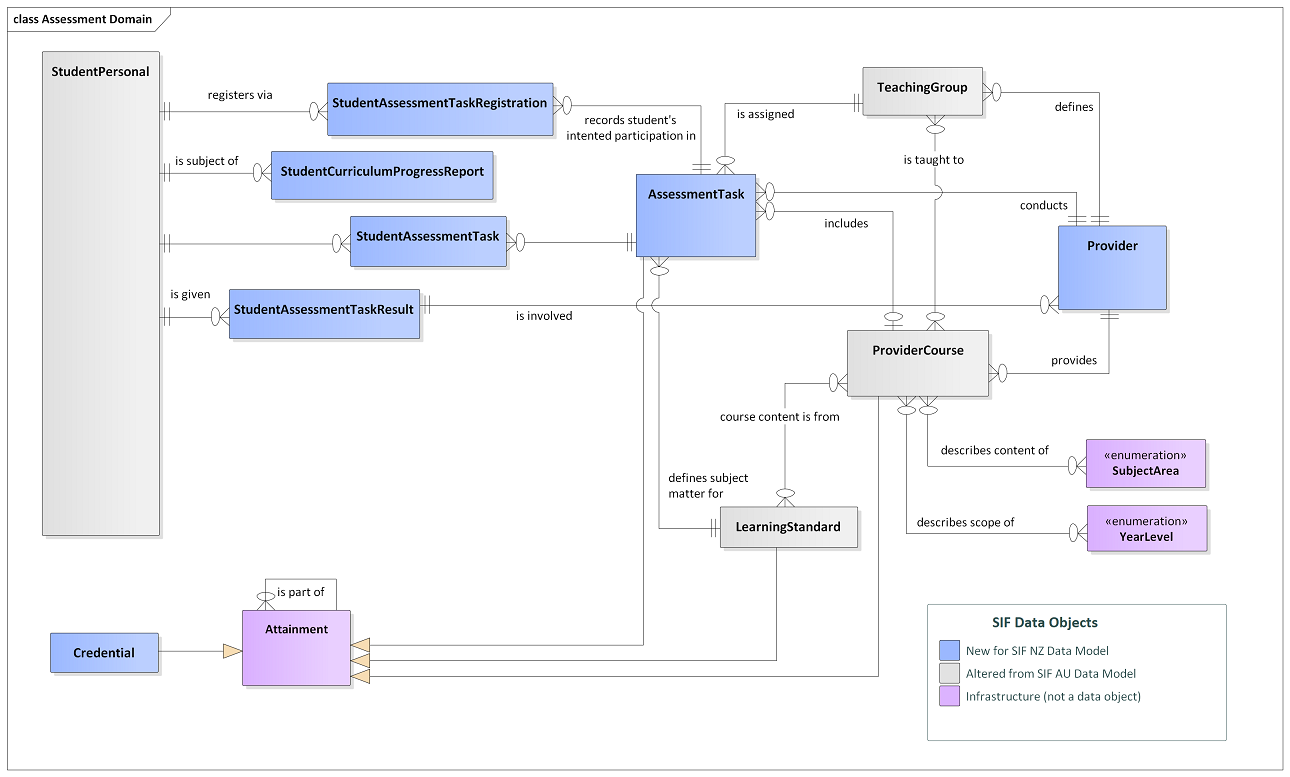 class Assessment Domain
StudentPersonal
registers via
StudentAssessmentTaskRegistration
records student's
intented participation in
is subject of
StudentCurriculumProgressReport
StudentAssessmentTask
is given
StudentAssessmentTaskResult
is involved
AssessmentTask
is assigned
TeachingGroup
defines
is taught to
conducts
includes
Provider
ProviderCourse
provides
course content is from
describes content of
«enumeration»
SubjectArea
describes scope of
«enumeration»
YearLevel
defines subject
matter for
LearningStandard
is part of
Attainment
Credential
SIF Data Objects
New for SIF NZ Data Model
Altered from SIF AU Data Model
Infrastructure (not a data object)